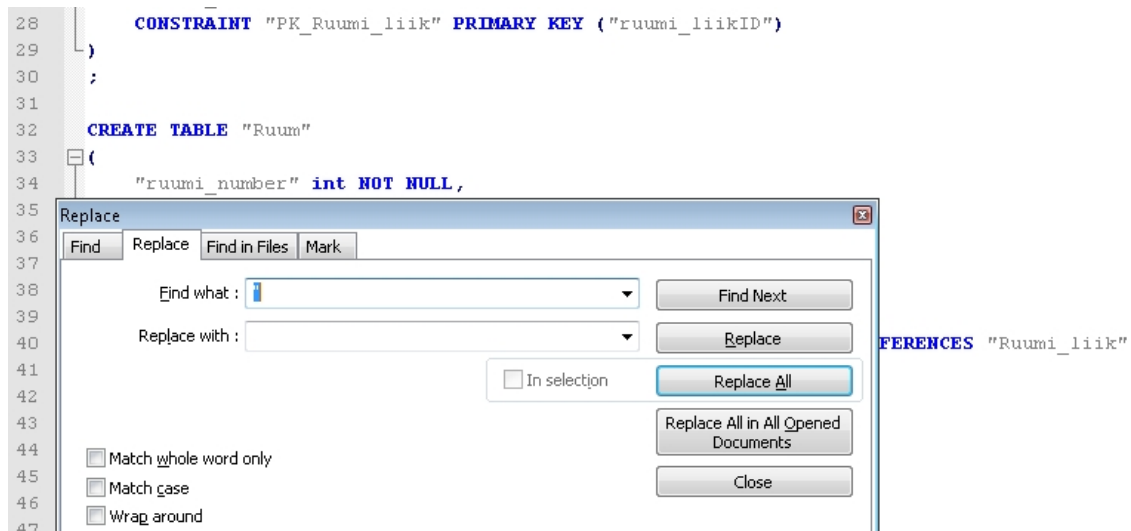 28 CONSTRAINT "PK_Ruumi_liik" PRIMARY KEY ("ruumi_liikID")
29 )
30 ;
31
32 CREATE TABLE "Ruum"
33 (
34 "ruumi_number" int NOT NULL,
35
36
37
38
39
40 FERENCES "Ruumi_liik"
41
42
43
44
45
46
47
Replace
Find Replace Find in Files Mark
Find what : " Find Next
Replace with : Replace
In selection Replace All
Replace All in All Opened
Documents
Match whole word only
Match case Close
Wrap around